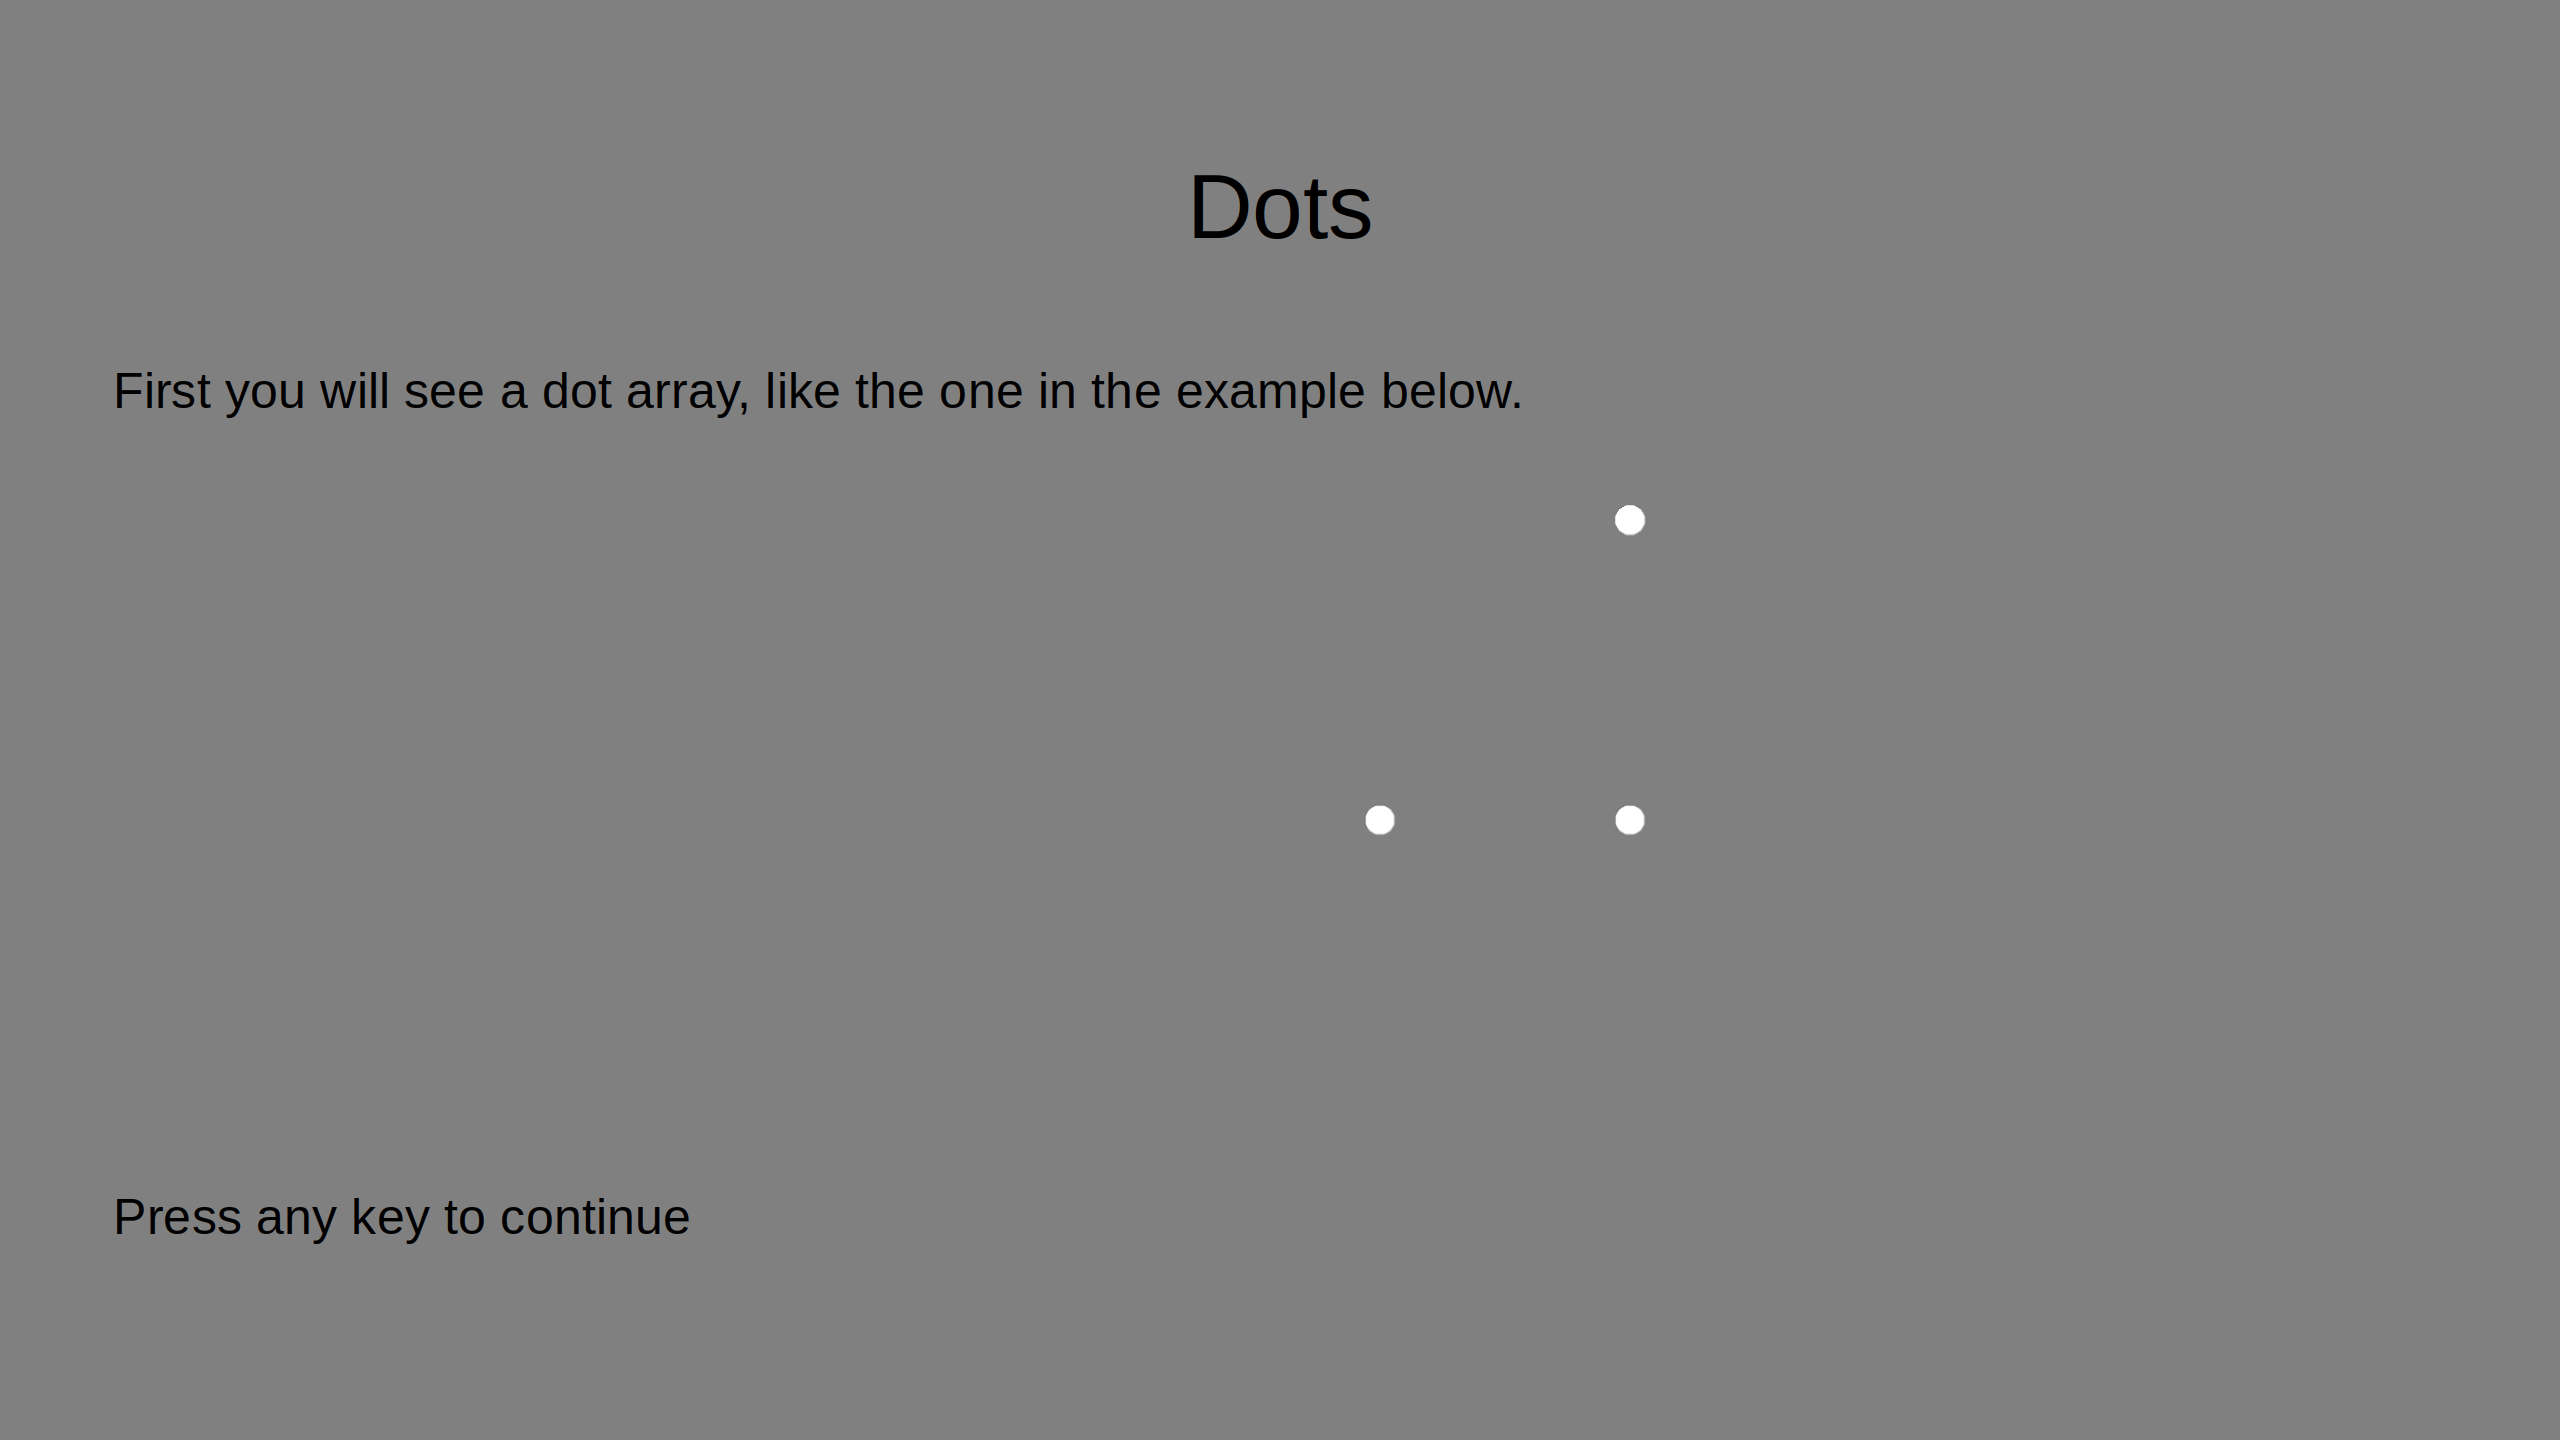 Dots
First you will see a dot array, like the one in the example below.
Press any key to continue